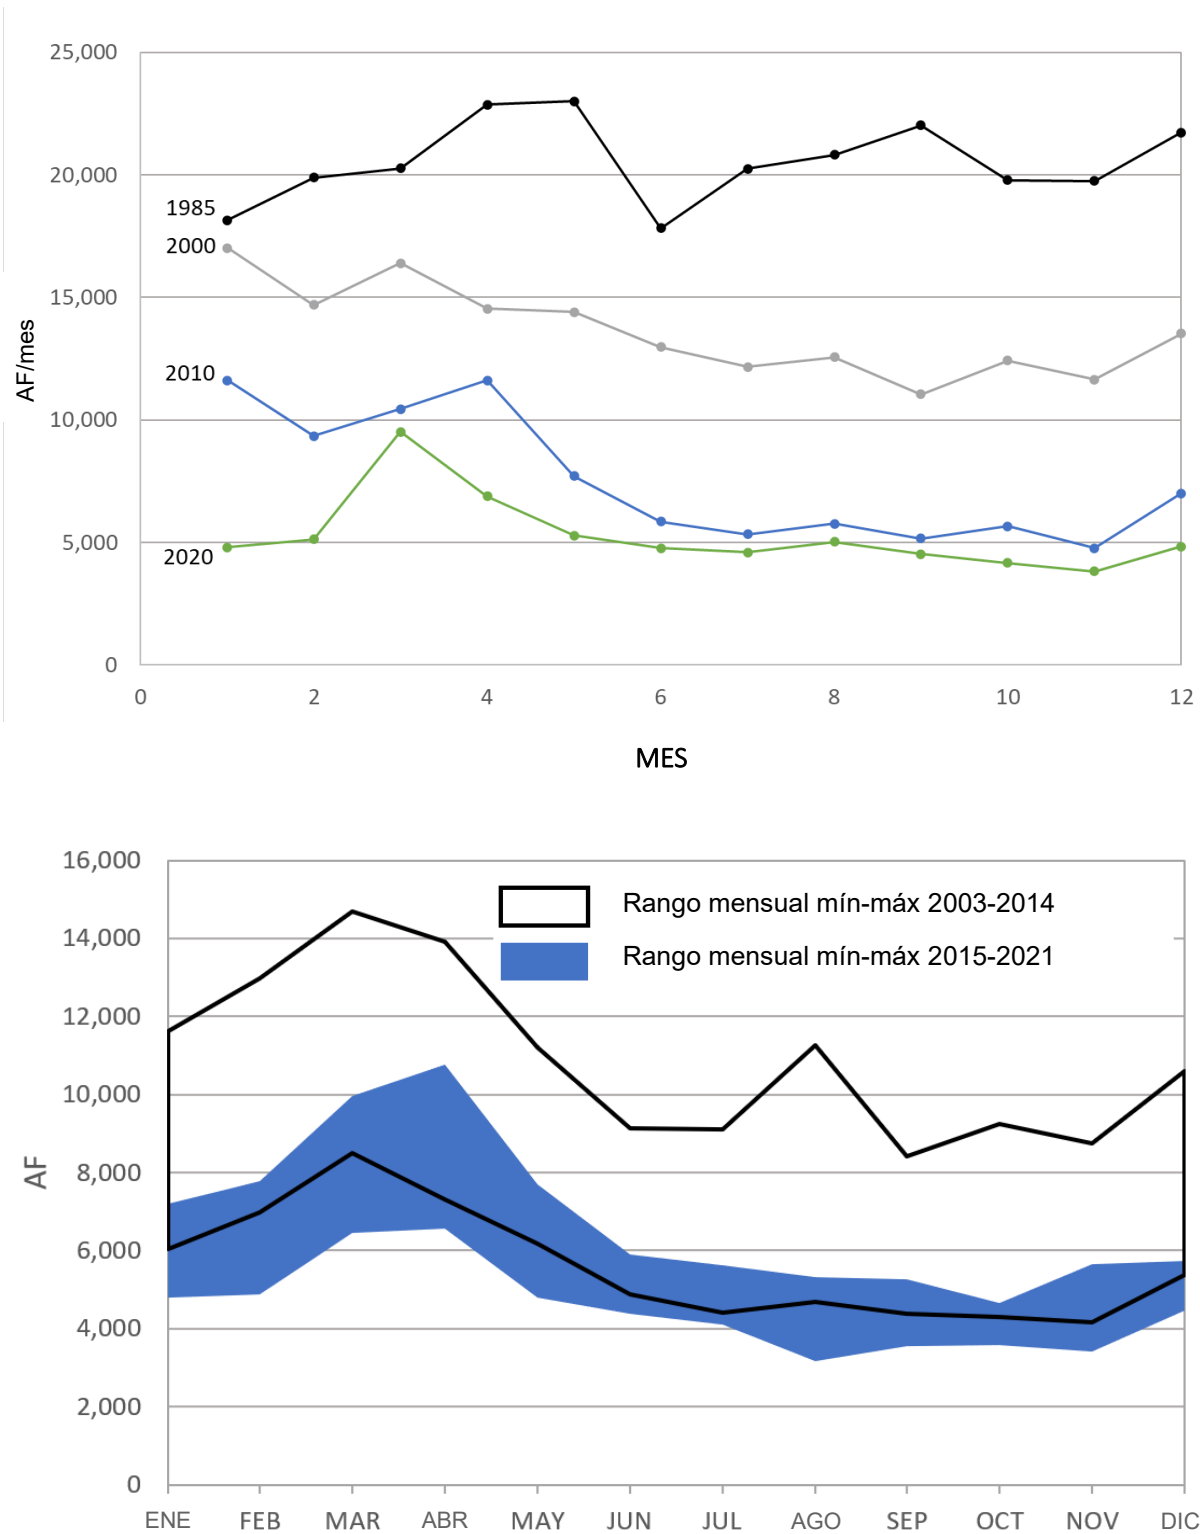 25,000
20,000
15,000
10,000
5,000
0
AF/mes
1985
2000
2010
2020
0 2 4 6 8 10 12
MES
16,000
14,000
12,000
10,000
8,000
6,000
4,000
2,000
0
AF
Rango mensual mín-máx 2003-2014
Rango mensual mín-máx 2015-2021
ENE FEB MAR ABR MAY JUN JUL AGO SEP OCT NOV DIC